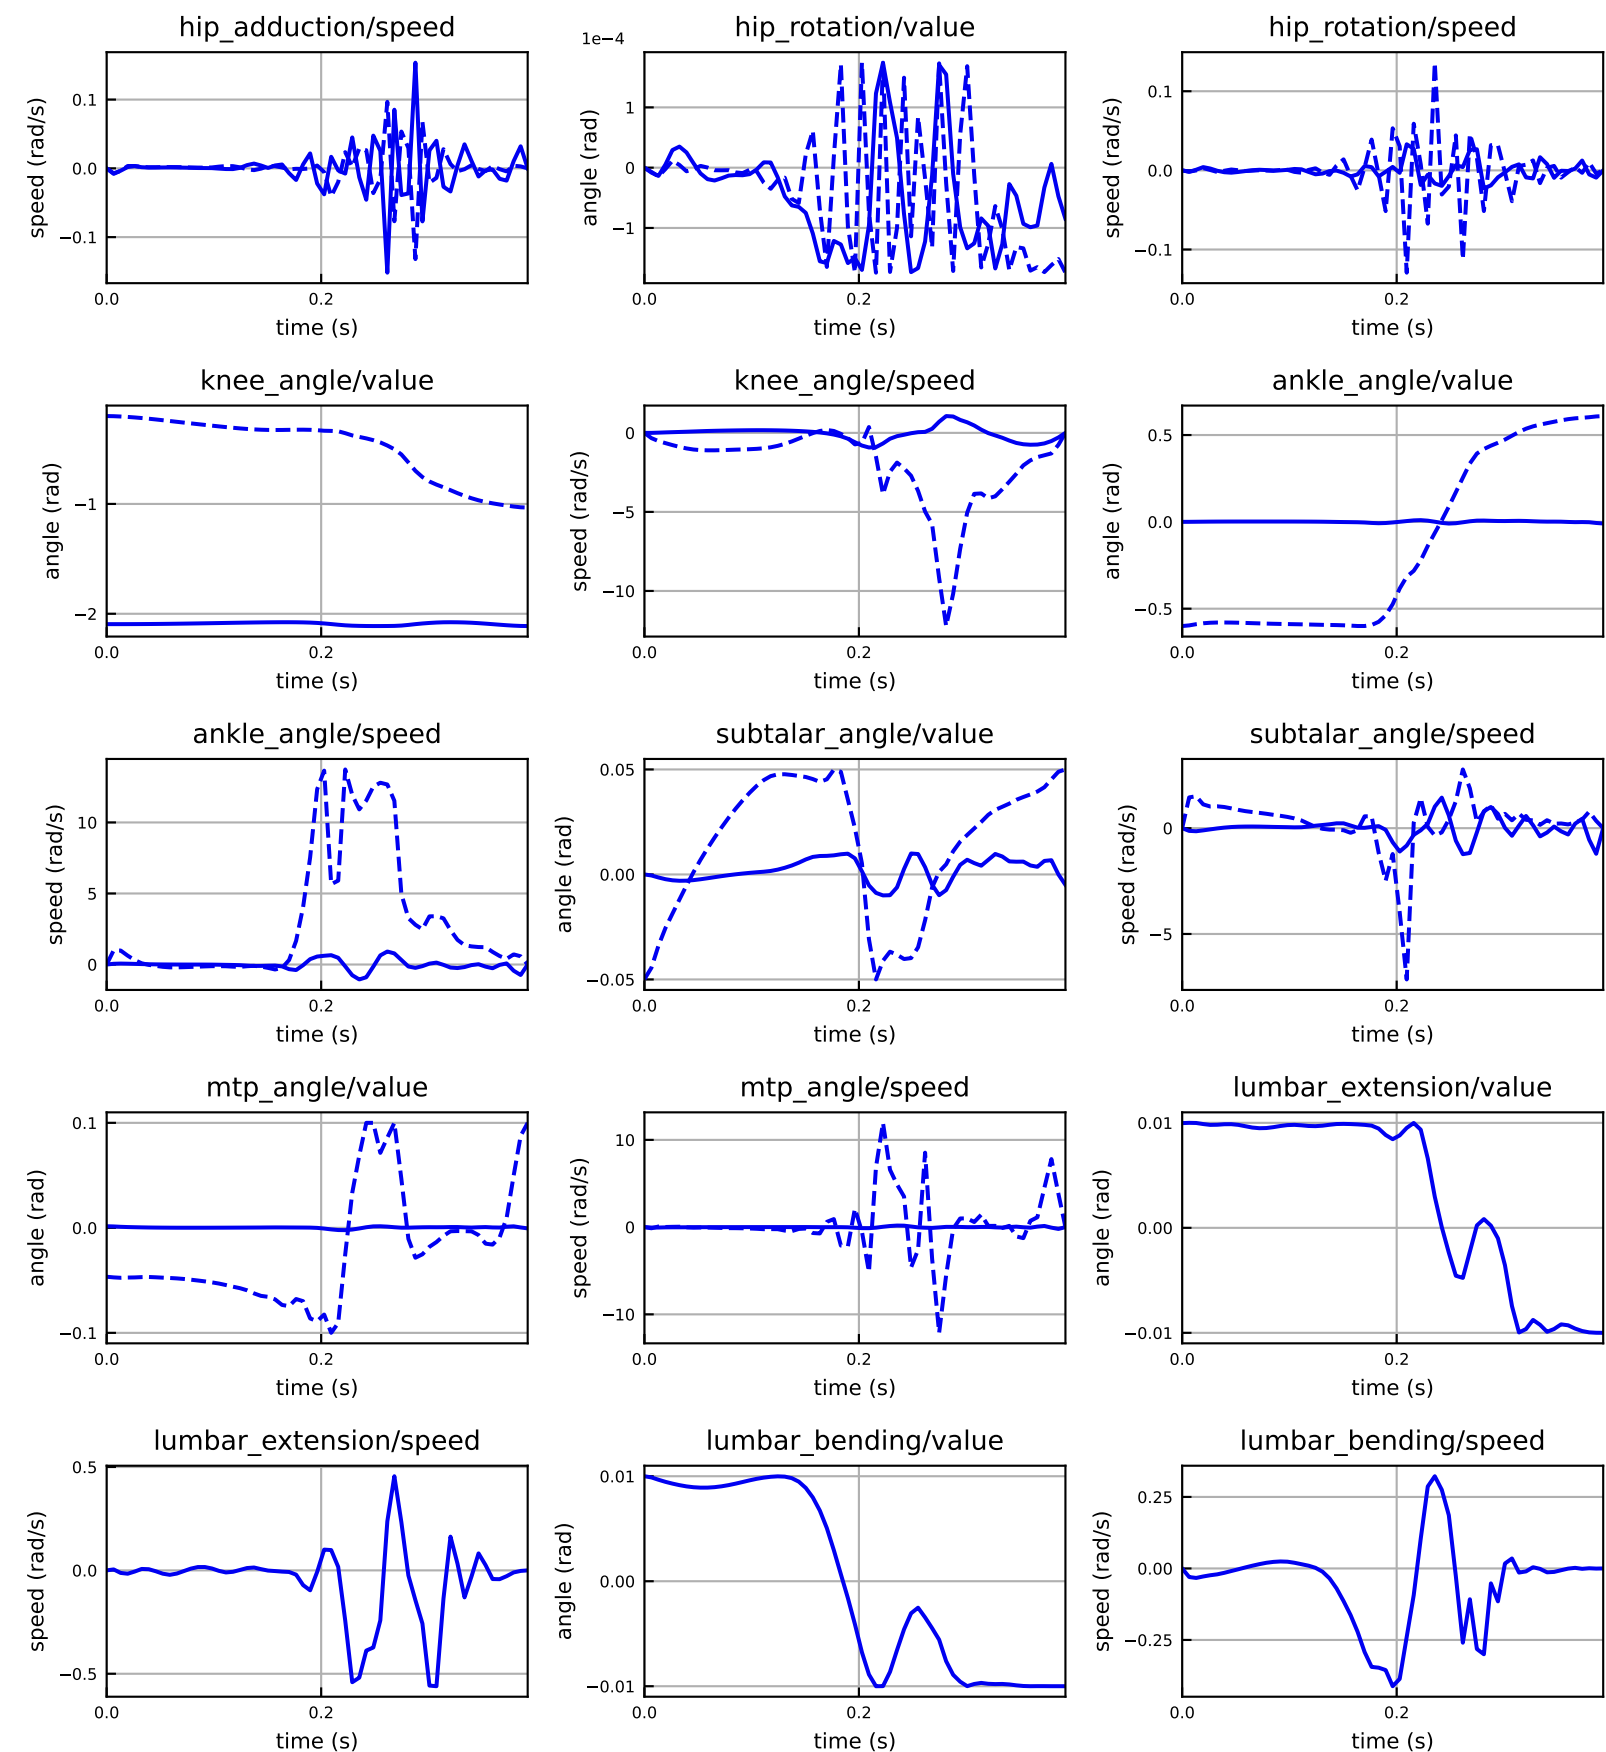 hip_adduction/speed
speed (rad/s)
0.1
0.0
−0.1
0.0
0.2
time (s)
hip_rotation/value
1e−4
angle (rad)
1
0
−1
0.0
0.2
time (s)
hip_rotation/speed
speed (rad/s)
0.1
0.0
−0.1
0.0
0.2
time (s)
knee_angle/value
angle (rad)
−1
−2
0.0
0.2
time (s)
knee_angle/speed
speed (rad/s)
0
−5
−10
0.0
0.2
time (s)
ankle_angle/value
angle (rad)
0.5
0.0
−0.5
0.0
0.2
time (s)
ankle_angle/speed
speed (rad/s)
10
5
0
0.0
0.2
time (s)
subtalar_angle/value
angle (rad)
0.05
0.00
−0.05
0.0
0.2
time (s)
subtalar_angle/speed
speed (rad/s)
0
−5
0.0
0.2
time (s)
mtp_angle/value
angle (rad)
0.1
0.0
−0.1
0.0
0.2
time (s)
mtp_angle/speed
speed (rad/s)
10
0
−10
0.0
0.2
time (s)
lumbar_extension/value
angle (rad)
0.01
0.00
−0.01
0.0
0.2
time (s)
lumbar_extension/speed
speed (rad/s)
0.5
0.0
−0.5
0.0
0.2
time (s)
lumbar_bending/value
angle (rad)
0.01
0.00
−0.01
0.0
0.2
time (s)
lumbar_bending/speed
speed (rad/s)
0.25
0.00
−0.25
0.0
0.2
time (s)